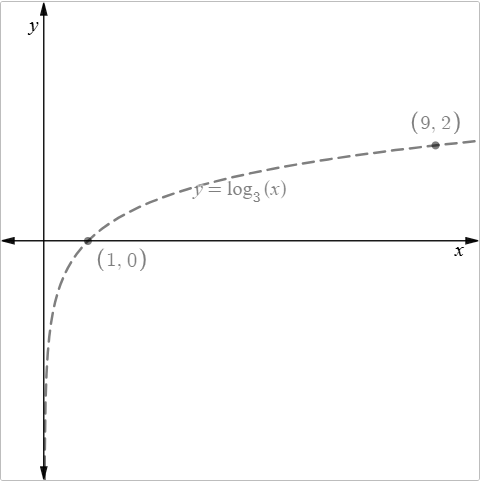 y
(9, 2)
y = log₃(x)
x
(1, 0)